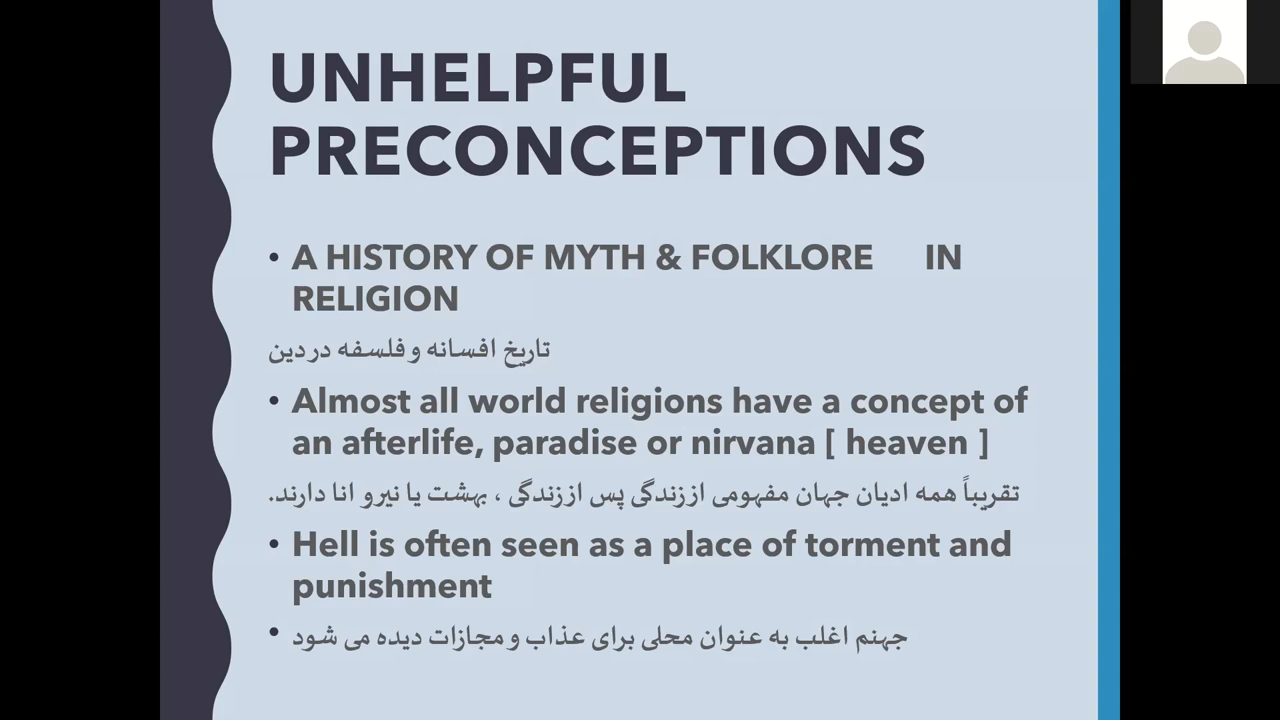 UNHELPFUL
PRECONCEPTIONS
• A HISTORY OF MYTH & FOLKLORE IN
RELIGION
تاریخ افسانه و فلسفه در دین
• Almost all world religions have a concept of
an afterlife, paradise or nirvana [ heaven ]
تقریباً همه ادیان جهان مفهومی از زندگی پس از زندگی ، بهشت یا نیرو انا دارند.
• Hell is often seen as a place of torment and
punishment
• جهنم اغلب به عنوان محلی برای عذاب و مجازات دیده می شود